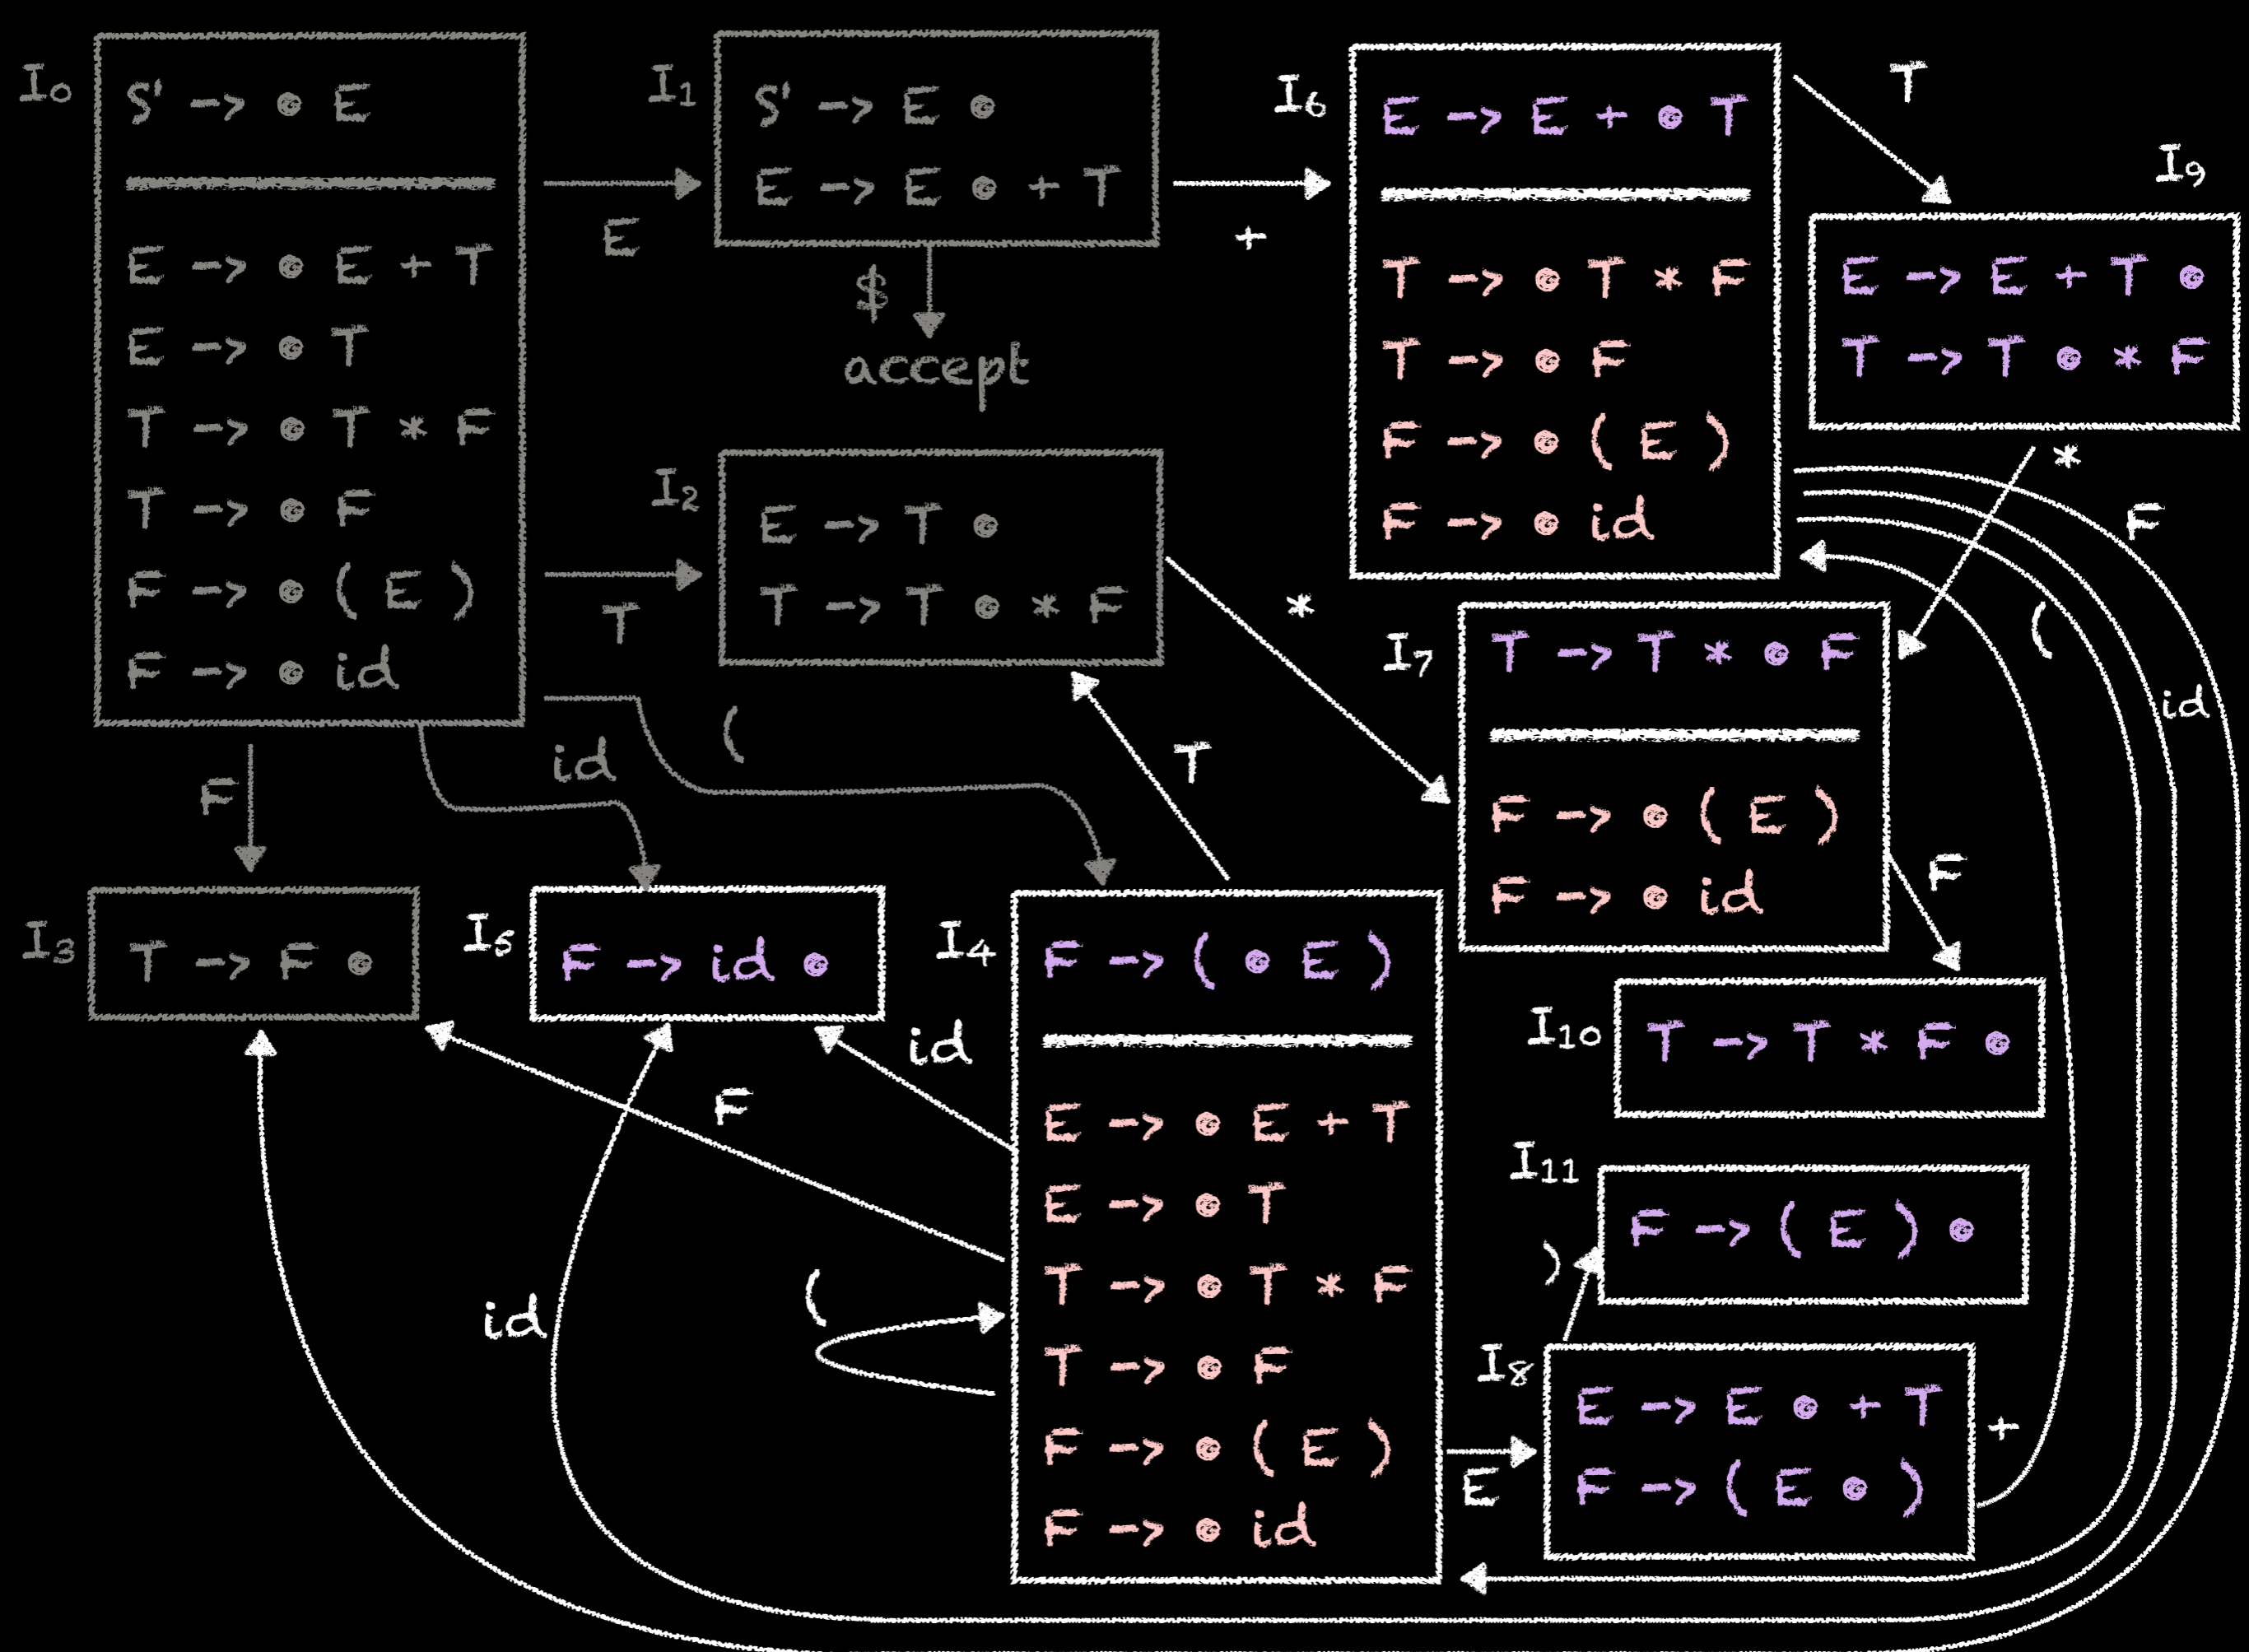 I0
S' -> • E
E -> • E + T
E -> • T
T -> • T * F
T -> • F
F -> • ( E )
F -> • id
E
I1
S' -> E •
E -> E • + T
$
accept
+
I6
E -> E + • T
T -> • T * F
T -> • F
F -> • ( E )
F -> • id
T
I9
E -> E + T •
T -> T • * F
*
F
(
id
T
I2
E -> T •
T -> T • * F
*
I7
T -> T * • F
F -> • ( E )
F -> • id
F
id
(
T
F
I3
T -> F •
I5
F -> id •
I4
F -> ( • E )
E -> • E + T
E -> • T
T -> • T * F
T -> • F
F -> • ( E )
F -> • id
id
F
(
id
I10
T -> T * F •
I11
F -> ( E ) •
)
I8
E -> E • + T
F -> ( E • )
+
E